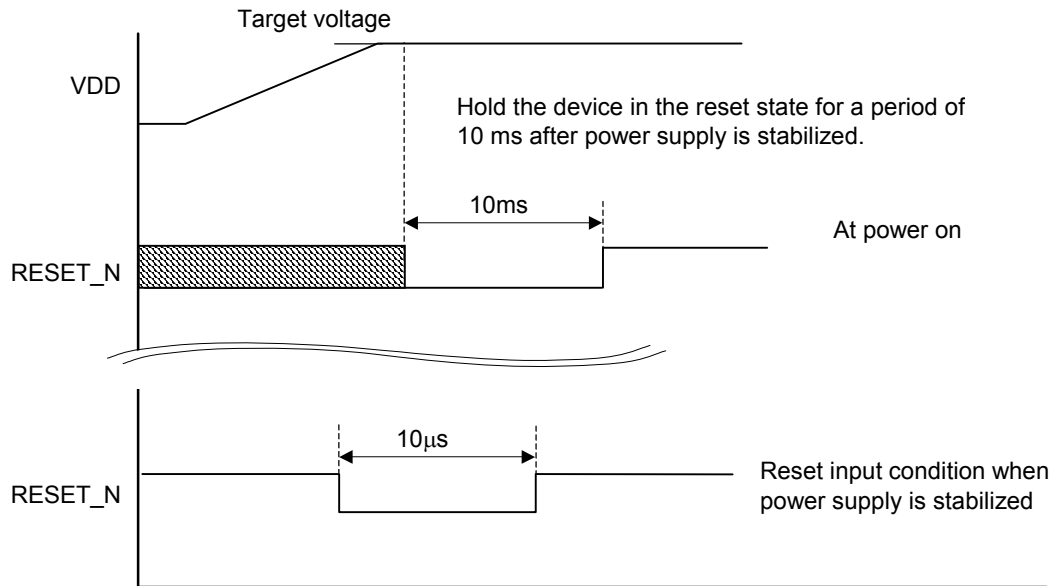 Target voltage
VDD
Hold the device in the reset state for a period of
10 ms after power supply is stabilized.
10ms
At power on
RESET_N
10μs
Reset input condition when
power supply is stabilized
RESET_N